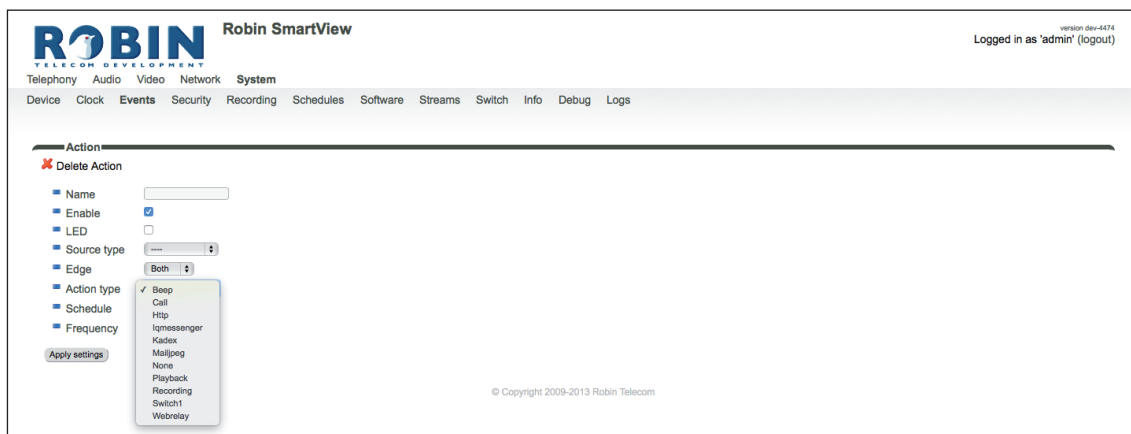 ROBIN
TELECOM DEVELOPMENT
Robin SmartView
version dev-4474
Logged in as 'admin' (logout)
Telephony Audio Video Network System
Device Clock Events Security Recording Schedules Software Streams Switch Info Debug Logs
Action
Delete Action
Name
Enable
LED
Source type ----
Edge Both
Action type
✓ Beep
Call
Http
Iqmessenger
Kadex
Mailjpeg
None
Playback
Recording
Switch1
Webrelay
Schedule
Frequency
Apply settings
© Copyright 2009-2013 Robin Telecom